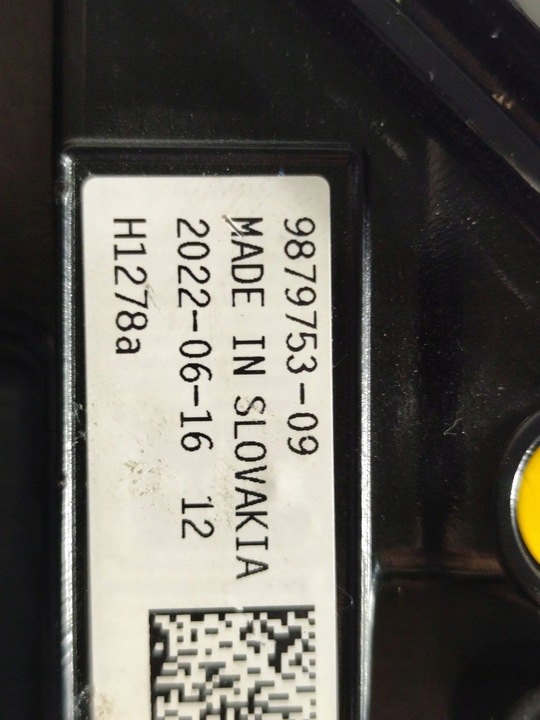 9879753-09
MADE IN SLOVAKIA
2022-06-16 12
H1278a